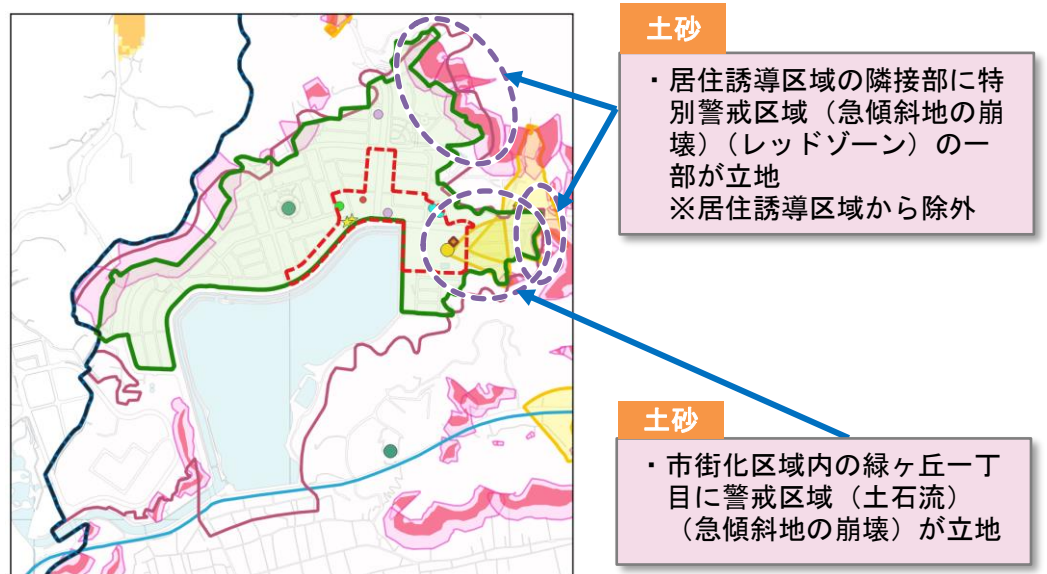 土砂
・居住誘導区域の隣接部に特
別警戒区域（急傾斜地の崩
壊）（レッドゾーン）の一
部が立地
※居住誘導区域から除外
土砂
・市街化区域内の緑ヶ丘一丁
目に警戒区域（土石流）
（急傾斜地の崩壊）が立地